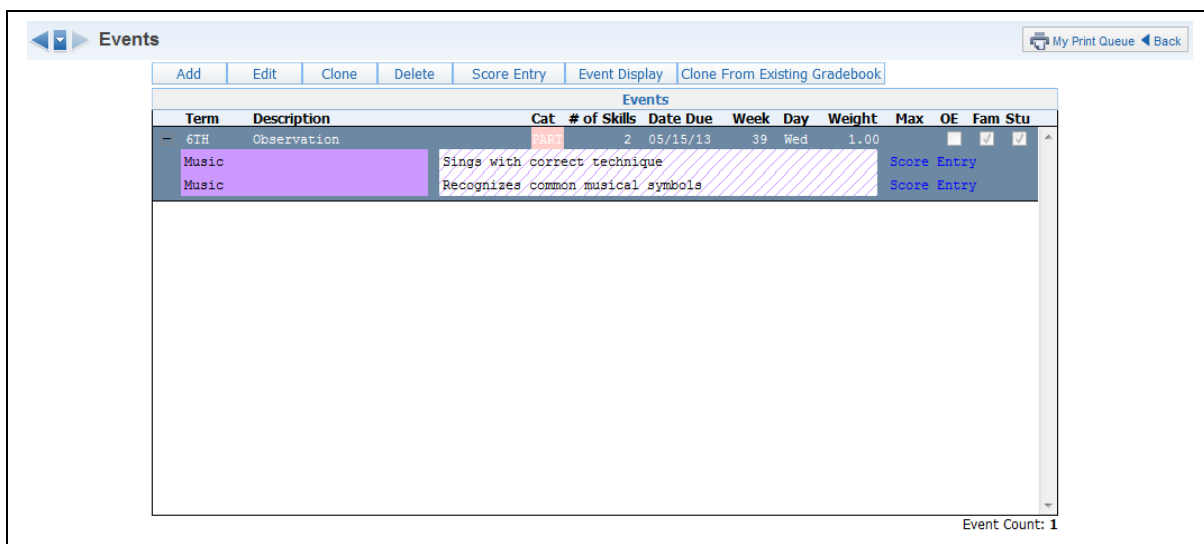 Events
My Print Queue Back
Add Edit Clone Delete Score Entry Event Display Clone From Existing Gradebook
Events
Term Description Cat # of Skills Date Due Week Day Weight Max OE Fam Stu
6TH Observation PART 2 05/15/13 39 Wed 1.00
Music Sings with correct technique Score Entry
Music Recognizes common musical symbols Score Entry
Event Count: 1